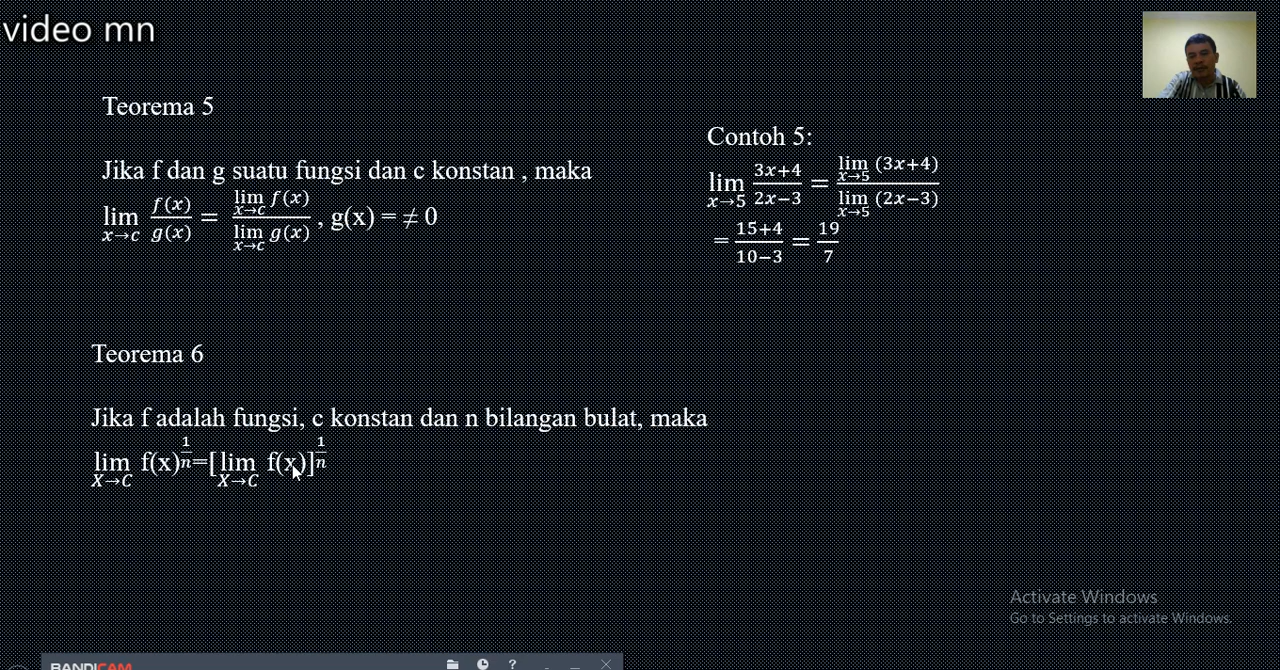 video mn
Teorema 5
Jika f dan g suatu fungsi dan c konstan , maka
lim x→c f(x)/g(x) = lim x→c f(x) / lim x→c g(x) , g(x) = ≠ 0
Contoh 5:
lim x→5 3x+4/2x−3 = lim x→5 (3x+4) / lim x→5 (2x−3)
= 15+4/10−3 = 19/7
Teorema 6
Jika f adalah fungsi, c konstan dan n bilangan bulat, maka
lim X→C f(x)^1/n=[lim X→C f(x)]^1/n
Activate Windows
Go to Settings to activate Windows.
BANDICAM
?